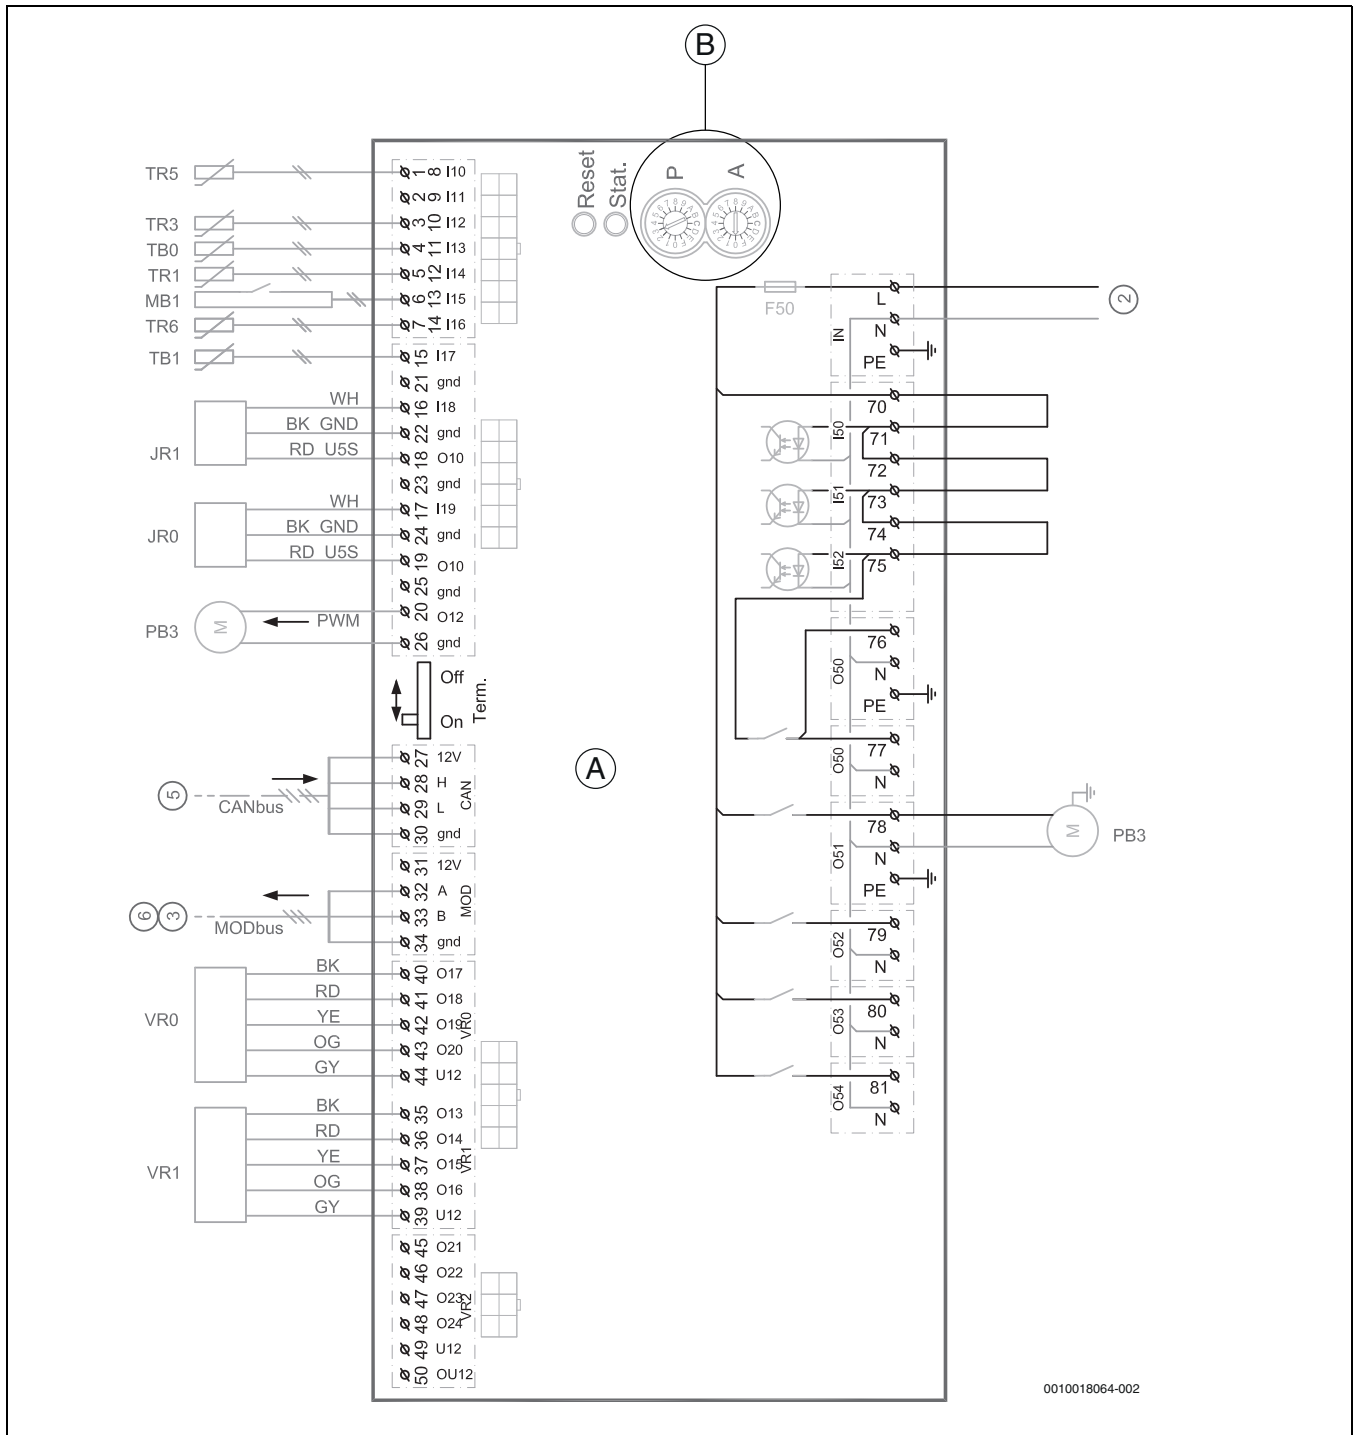 B
Reset
Stat.
P
A
TR5
1 8 I10
2 9 I11
TR3
3 10 I12
TB0
4 11 I13
TR1
5 12 I14
MB1
6 13 I15
TR6
7 14 I16
TB1
15 I17
21 gnd
JR1
WH
16 I18
BK GND
22 gnd
RD U5S
18 O10
23 gnd
JR0
WH
17 I19
BK GND
24 gnd
RD U5S
19 O10
25 gnd
PB3
M
PWM
20 O12
26 gnd
Off
On
Term.
A
5
CANbus
27 12V
28 H
29 L
30 gnd
CAN
6
3
MODbus
31 12V
32 A
33 B
34 gnd
MOD
VR0
BK
40 O17
RD
41 O18
YE
42 O19
OG
43 O20
GY
44 U12
VR0
VR1
BK
35 O13
RD
36 O14
YE
37 O15
OG
38 O16
GY
39 U12
VR1
45 O21
46 O22
47 O23
48 O24
49 U12
50 OU12
VR2
F50
IN
L
N
PE
2
70
I50
71
72
I51
73
74
I52
75
O50
76
N
PE
O50
77
N
O51
78
N
PE
M
PB3
O52
79
N
O53
80
N
O54
81
N
0010018064-002